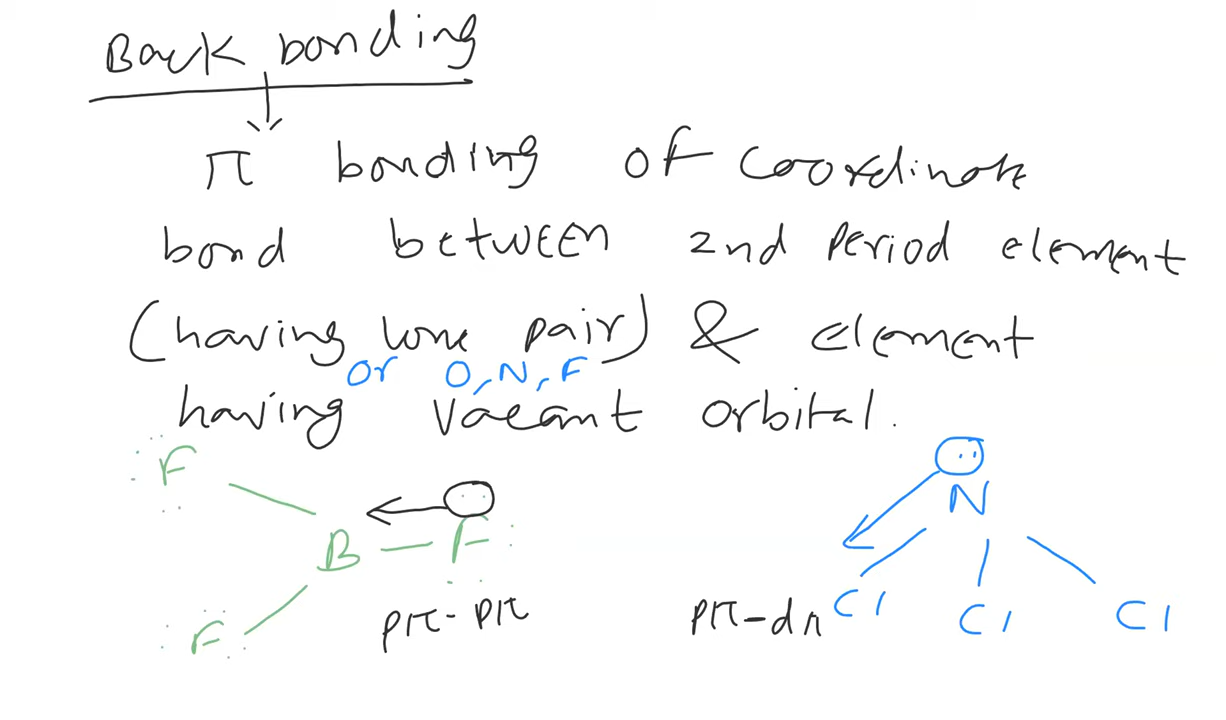 Back bonding
π bonding of coordinate
bond between 2nd period element
(having lone pair) & element
or O, N, F
having vacant orbital.
F
B — F
F
pπ - pπ
N
Cl Cl Cl
pπ - dπ